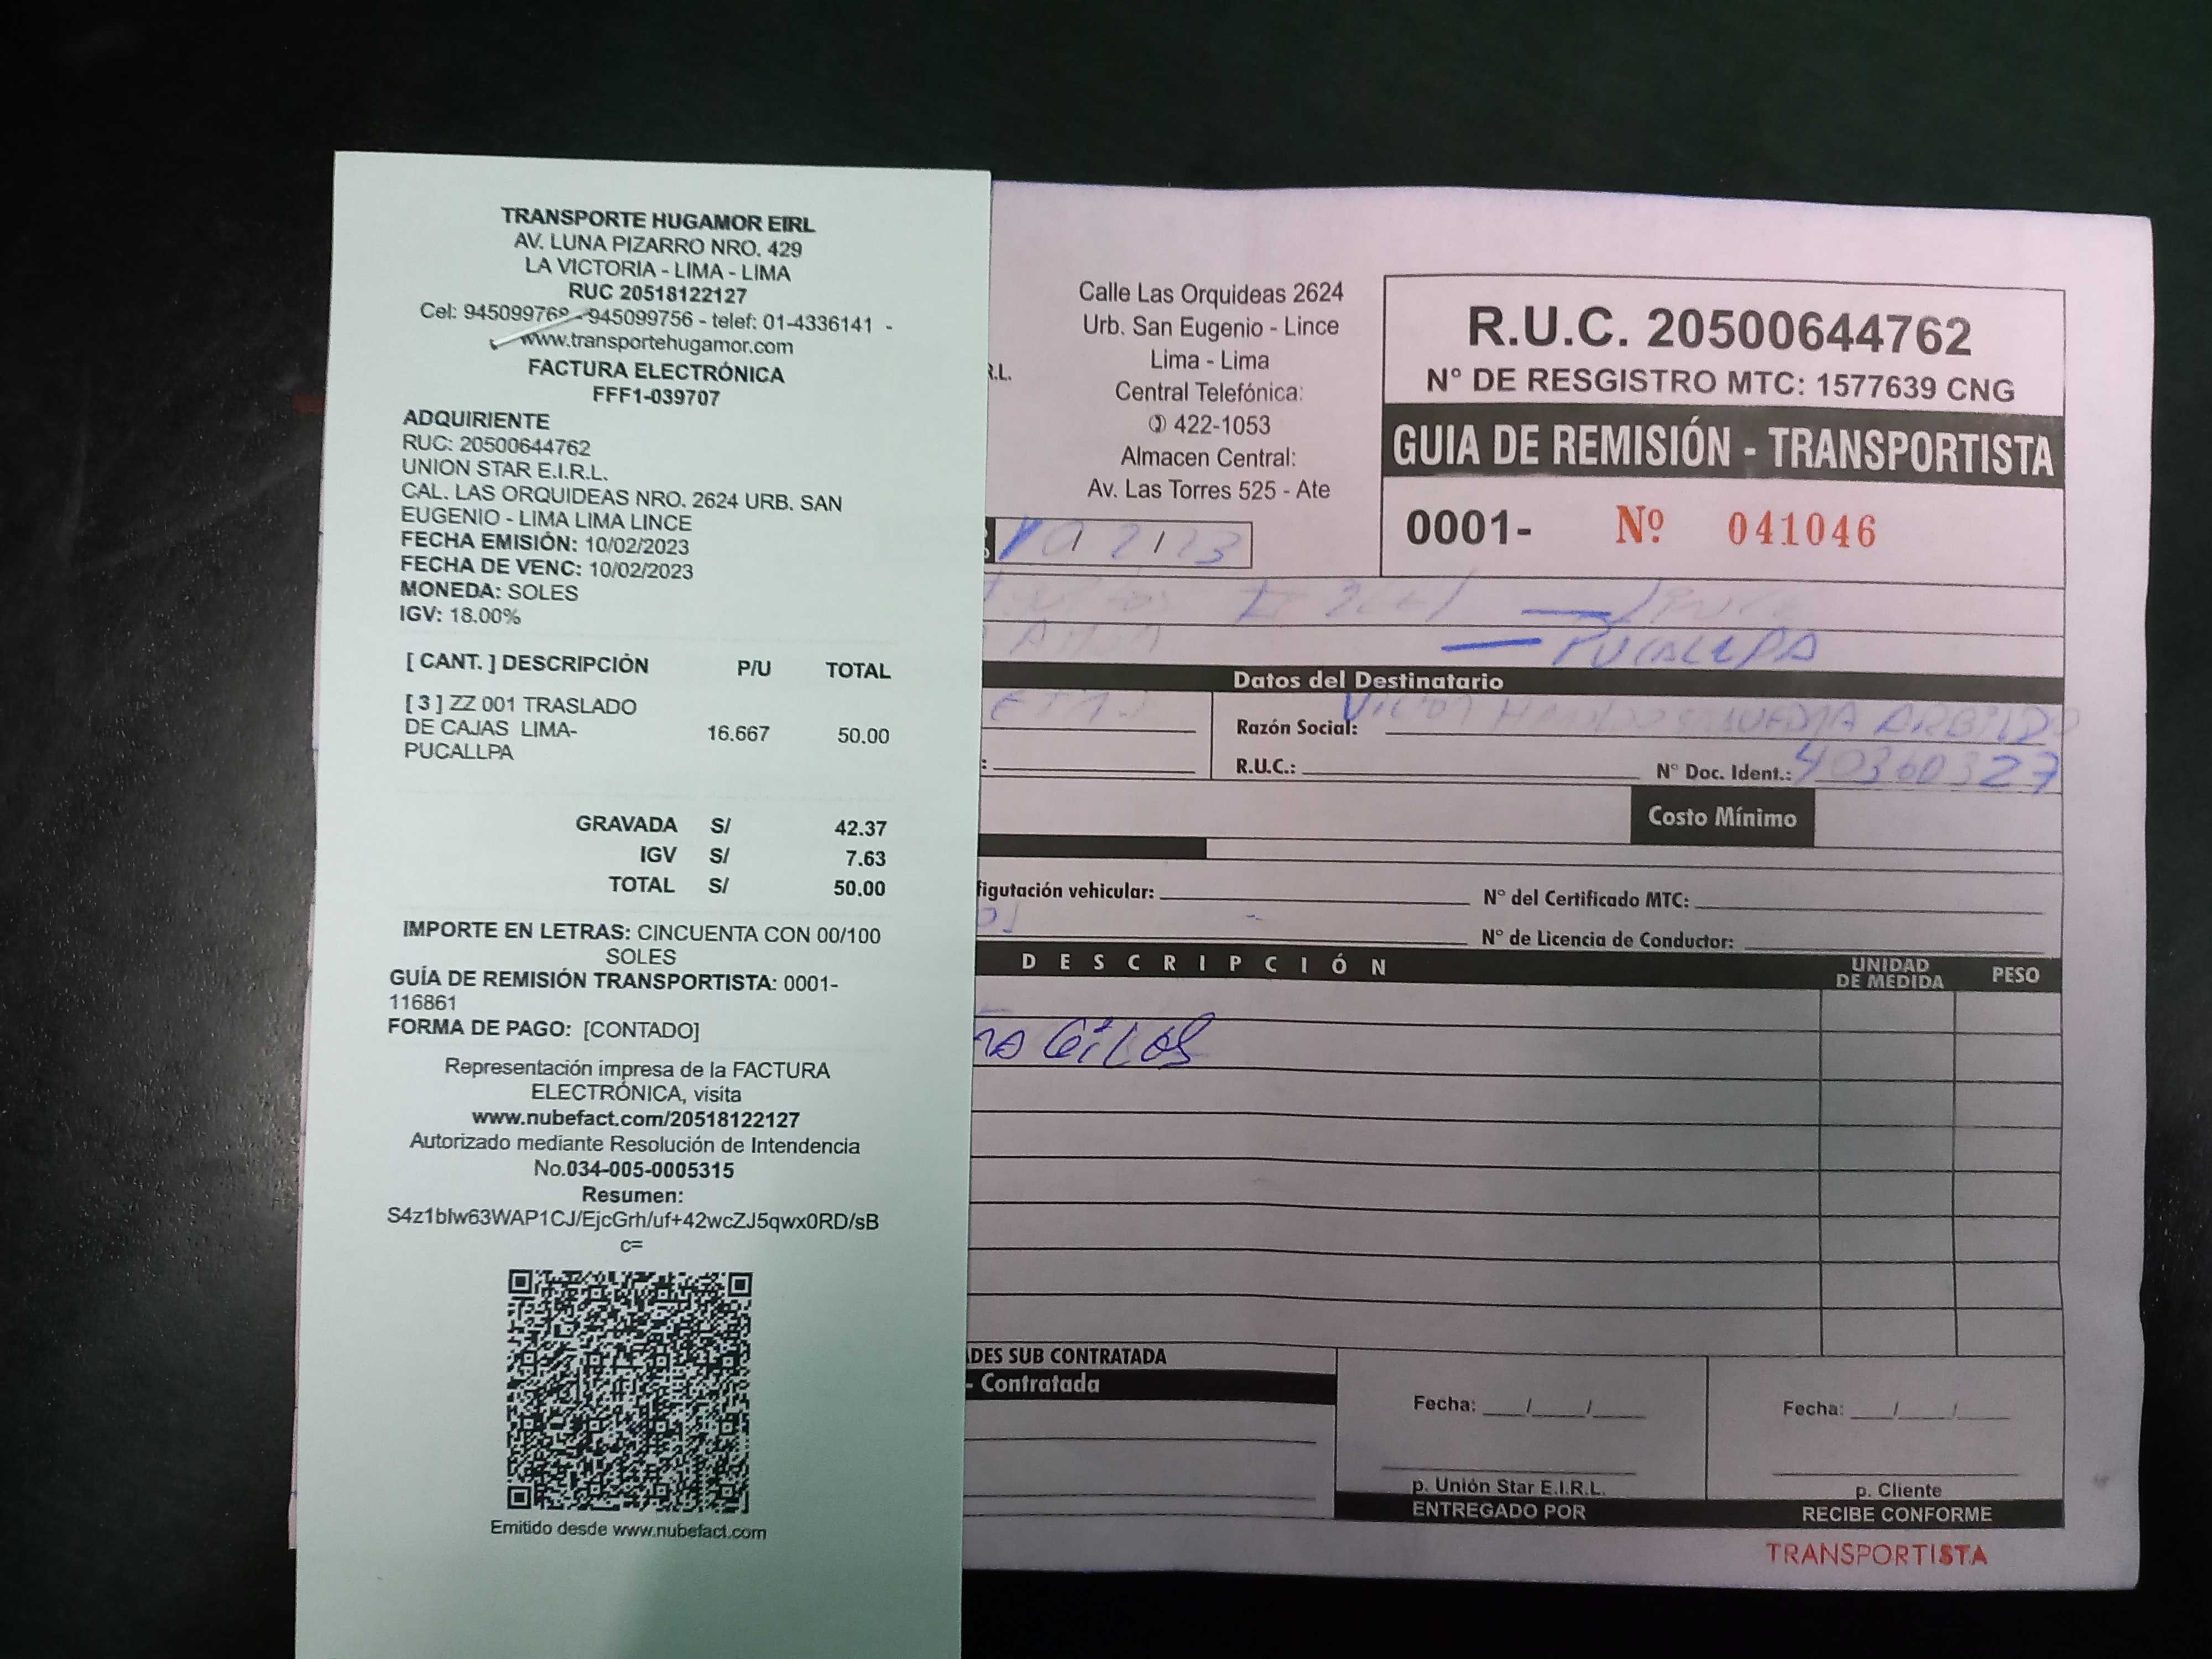 TRANSPORTE HUGAMOR EIRL
AV. LUNA PIZARRO NRO. 429
LA VICTORIA - LIMA - LIMA
RUC 20518122127
Cel: 945099768 - 945099756 - telef: 01-4336141 -
www.transportehugamor.com
FACTURA ELECTRÓNICA
FFF1-039707
ADQUIRIENTE
RUC: 20500644762
UNION STAR E.I.R.L.
CAL. LAS ORQUIDEAS NRO. 2624 URB. SAN
EUGENIO - LIMA LIMA LINCE
FECHA EMISIÓN: 10/02/2023
FECHA DE VENC: 10/02/2023
MONEDA: SOLES
IGV: 18.00%
[ CANT. ] DESCRIPCIÓN P/U TOTAL
[ 3 ] ZZ 001 TRASLADO
DE CAJAS LIMA- 16.667 50.00
PUCALLPA
GRAVADA S/ 42.37
IGV S/ 7.63
TOTAL S/ 50.00
IMPORTE EN LETRAS: CINCUENTA CON 00/100
SOLES
GUÍA DE REMISIÓN TRANSPORTISTA: 0001-
116861
FORMA DE PAGO: [CONTADO]
Representación impresa de la FACTURA
ELECTRÓNICA, visita
www.nubefact.com/20518122127
Autorizado mediante Resolución de Intendencia
No.034-005-0005315
Resumen:
S4z1blw63WAP1CJ/EjcGrh/uf+42wcZJ5qwx0RD/sB
c=
Emitido desde www.nubefact.com
R.L.
Calle Las Orquideas 2624
Urb. San Eugenio - Lince
Lima - Lima
Central Telefónica:
422-1053
Almacen Central:
Av. Las Torres 525 - Ate
R.U.C. 20500644762
N° DE RESGISTRO MTC: 1577639 CNG
GUIA DE REMISIÓN - TRANSPORTISTA
0001- Nº 041046
10 2 23
PUCALLPA
Datos del Destinatario
Razón Social: ARBILDO
R.U.C.: N° Doc. Ident.: 40360327
Costo Mínimo
figutación vehicular: N° del Certificado MTC:
N° de Licencia de Conductor:
DESCRIPCIÓN UNIDAD DE MEDIDA PESO
ADES SUB CONTRATADA
- Contratada
Fecha: / / Fecha: / /
p. Unión Star E.I.R.L. p. Cliente
ENTREGADO POR RECIBE CONFORME
TRANSPORTISTA